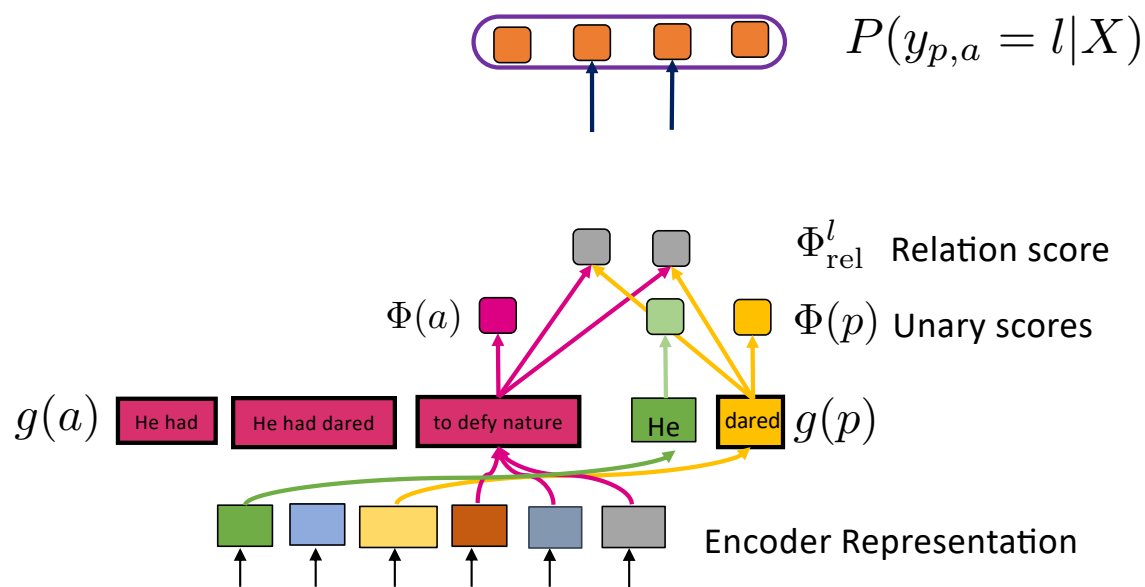 P(y_{p,a} = l|X)
Φ^l_rel Relation score
Φ(a)
Φ(p) Unary scores
g(a) He had He had dared to defy nature He dared g(p)
Encoder Representation